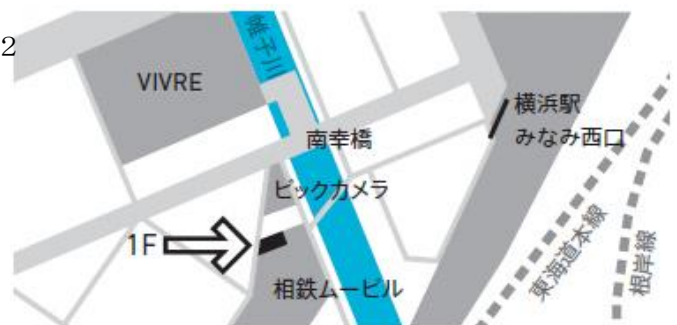 2
帷子川
VIVRE
横浜駅
みなみ西口
南幸橋
ビックカメラ
1F
相鉄ムービル
東海道本線
根岸線